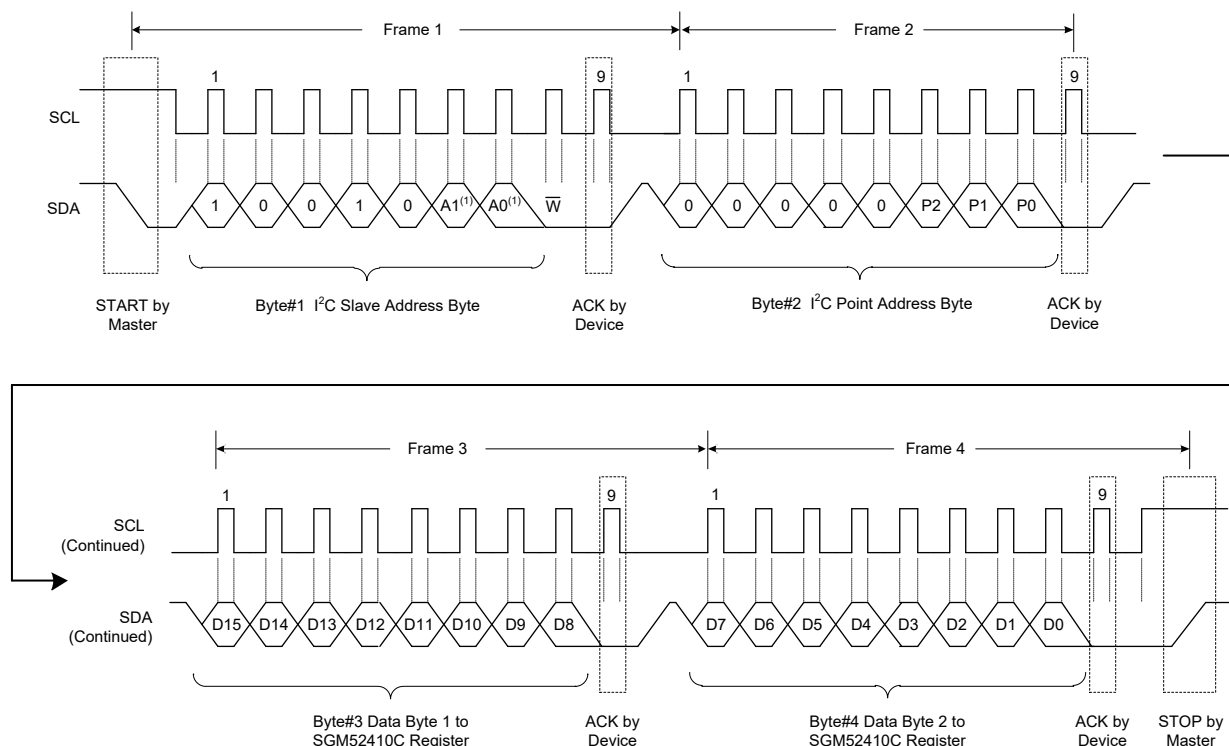 Frame 1 Frame 2
1 9 1 9
SCL
SDA 1 0 0 1 0 A1(1) A0(1) W̅ 0 0 0 0 0 P2 P1 P0
START by Master
Byte#1 I²C Slave Address Byte
ACK by Device
Byte#2 I²C Point Address Byte
ACK by Device
Frame 3 Frame 4
1 9 1 9
SCL
(Continued)
SDA
(Continued)
D15 D14 D13 D12 D11 D10 D9 D8 D7 D6 D5 D4 D3 D2 D1 D0
Byte#3 Data Byte 1 to
SGM52410C Register
ACK by
Device
Byte#4 Data Byte 2 to
SGM52410C Register
ACK by
Device
STOP by
Master